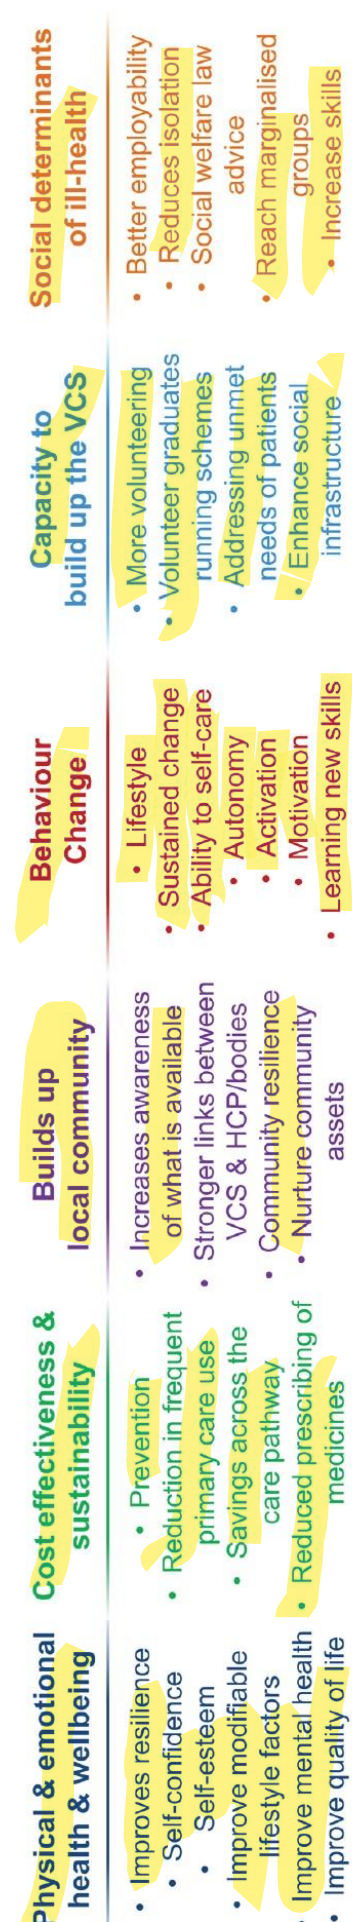 Physical & emotional
health & wellbeing
• Improves resilience
• Self-confidence
• Self-esteem
• Improve modifiable
lifestyle factors
• Improve mental health
• Improve quality of life
Cost effectiveness &
sustainability
• Prevention
• Reduction in frequent
primary care use
• Savings across the
care pathway
• Reduced prescribing of
medicines
Builds up
local community
• Increases awareness
of what is available
• Stronger links between
VCS & HCP/bodies
• Community resilience
• Nurture community
assets
Behaviour
Change
• Lifestyle
• Sustained change
• Ability to self-care
• Autonomy
• Activation
• Motivation
• Learning new skills
Capacity to
build up the VCS
• More volunteering
• Volunteer graduates
running schemes
• Addressing unmet
needs of patients
• Enhance social
infrastructure
Social determinants
of ill-health
• Better employability
• Reduces isolation
• Social welfare law
advice
• Reach marginalised
groups
• Increase skills